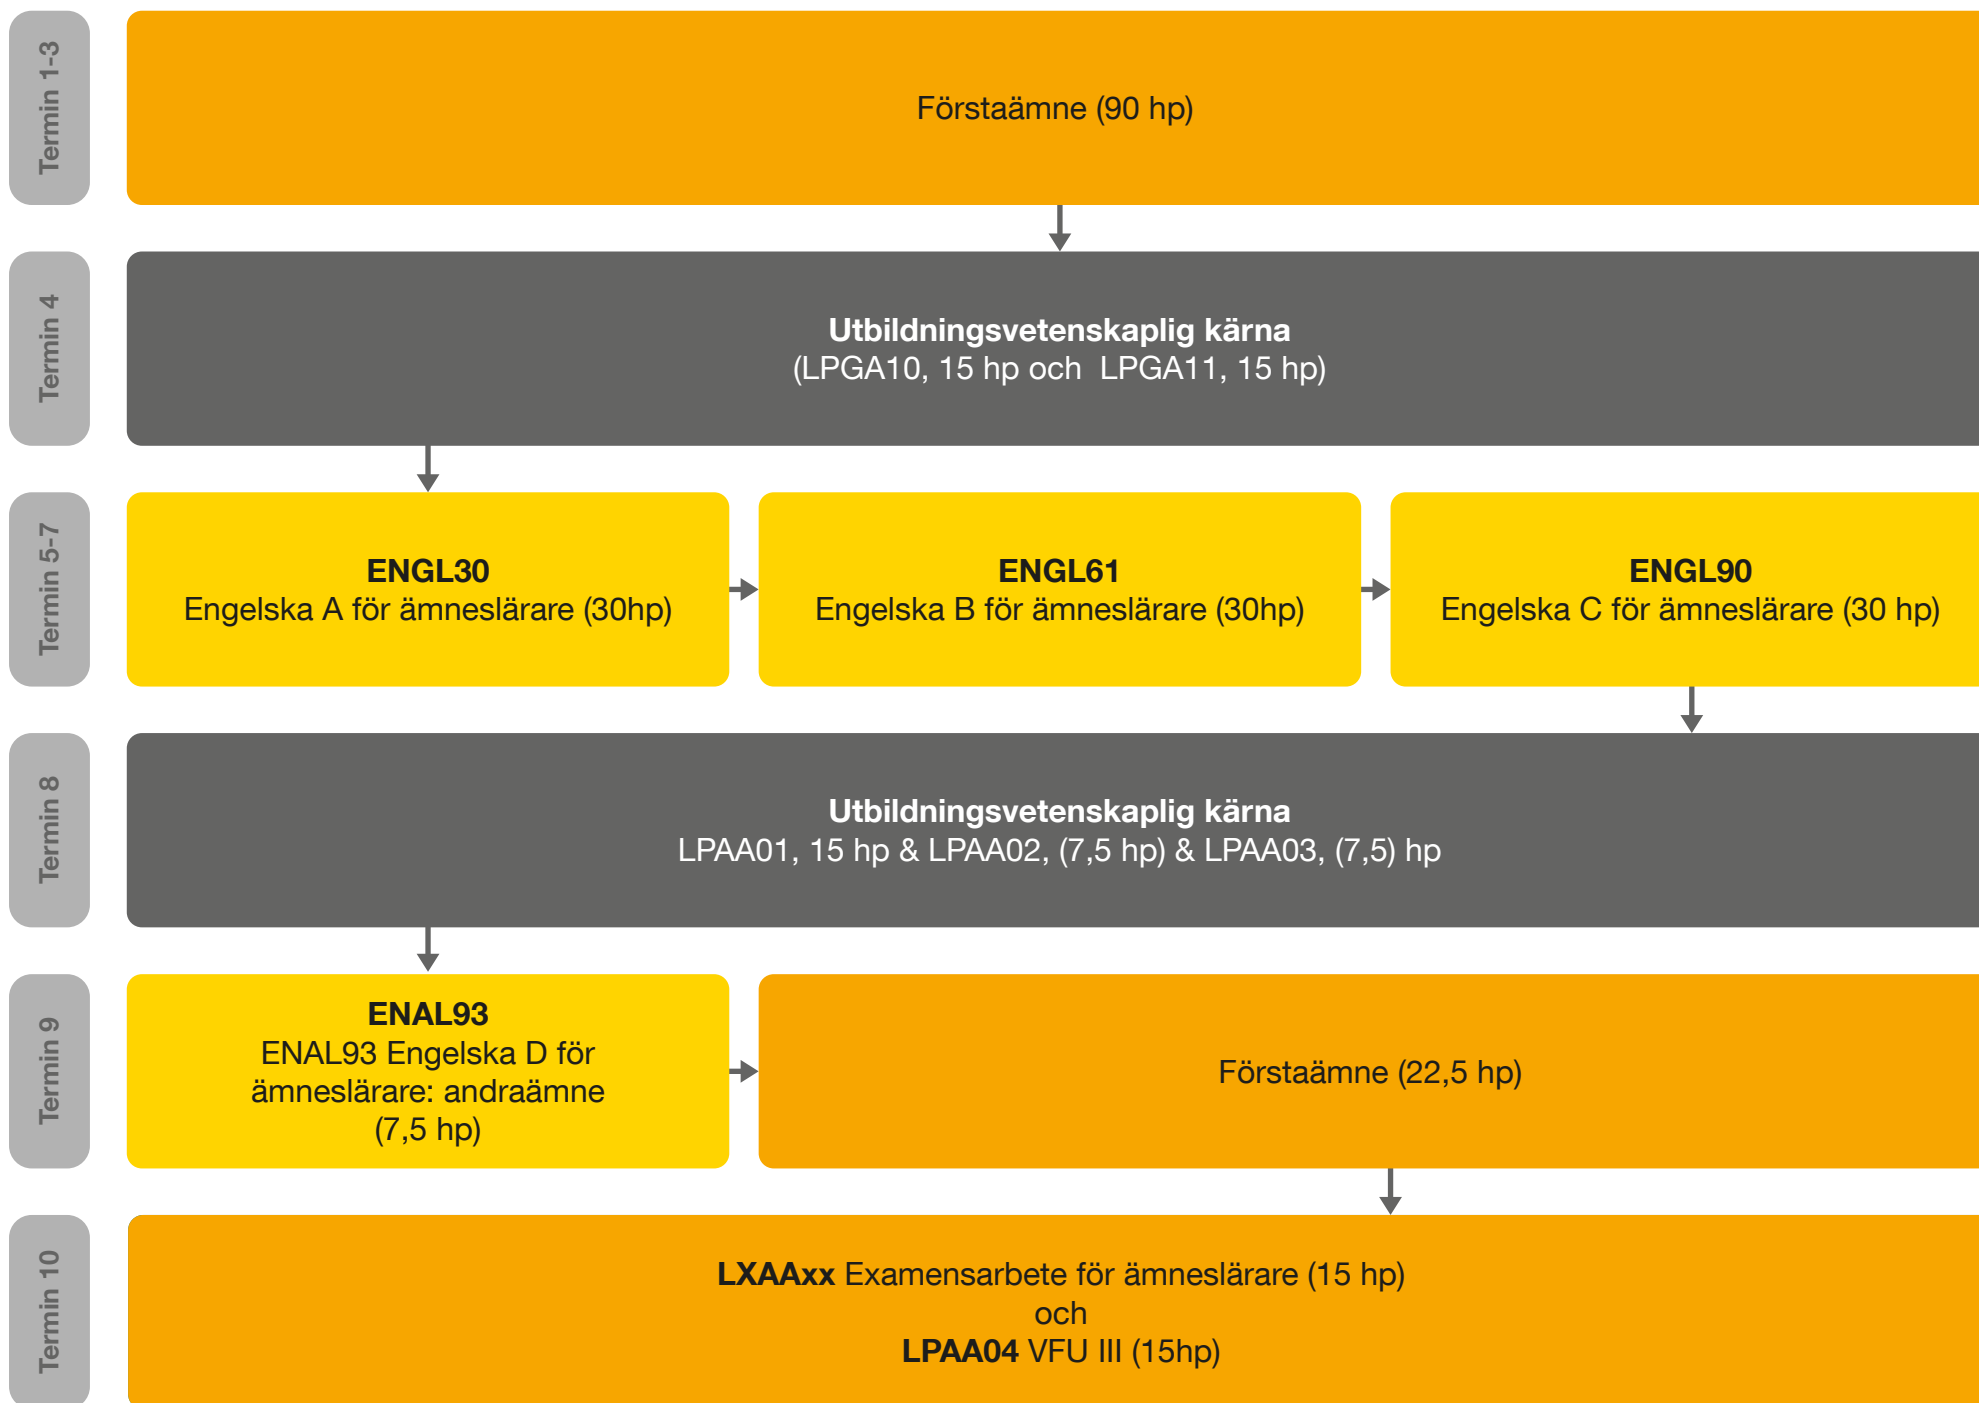 Termin 1-3
Förstaämne (90 hp)
Termin 4
Utbildningsvetenskaplig kärna
(LPGA10, 15 hp och LPGA11, 15 hp)
Termin 5-7
ENGL30
Engelska A för ämneslärare (30hp)
ENGL61
Engelska B för ämneslärare (30hp)
ENGL90
Engelska C för ämneslärare (30 hp)
Termin 8
Utbildningsvetenskaplig kärna
LPAA01, 15 hp & LPAA02, (7,5 hp) & LPAA03, (7,5) hp
Termin 9
ENAL93
ENAL93 Engelska D för
ämneslärare: andraämne
(7,5 hp)
Förstaämne (22,5 hp)
Termin 10
LXAAxx Examensarbete för ämneslärare (15 hp)
och
LPAA04 VFU III (15hp)